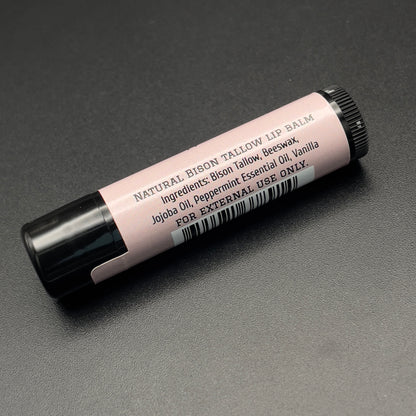 Natural Bison Tallow Lip Balm
Ingredients: Bison Tallow, Beeswax,
Jojoba Oil, Peppermint Essential Oil, Vanilla
FOR EXTERNAL USE ONLY.